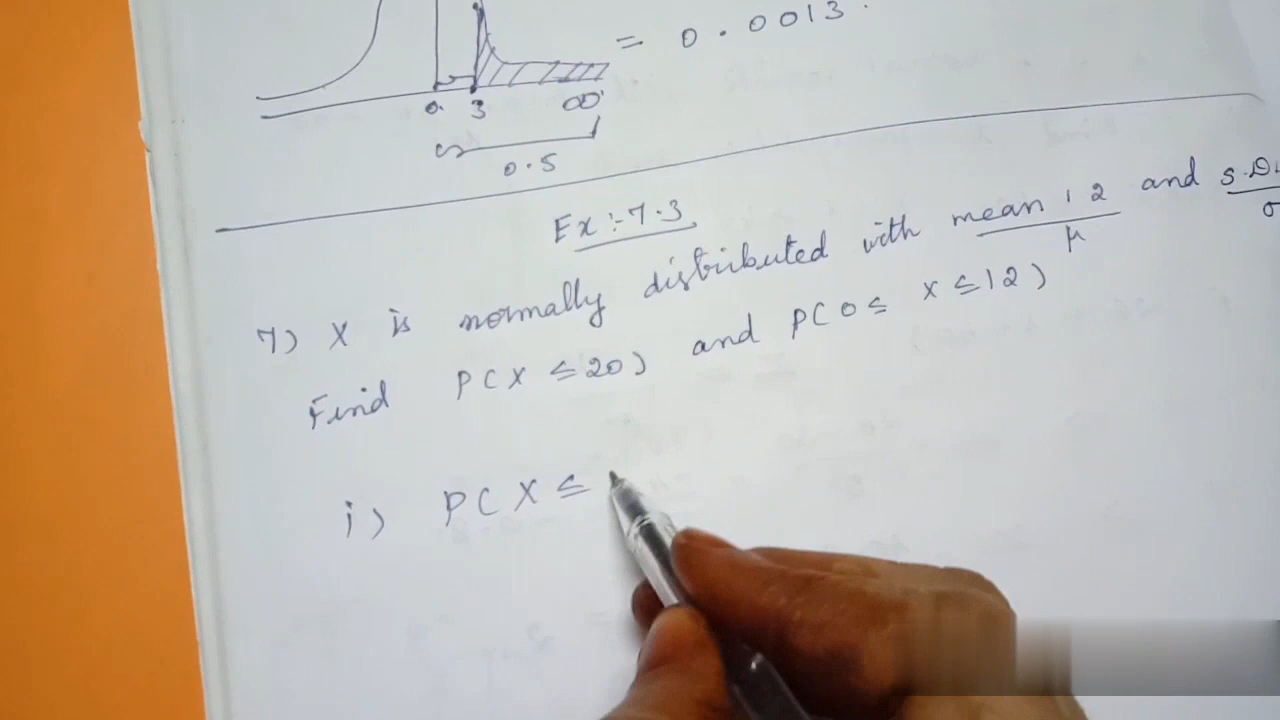 = 0.0013.
0 3 ∞
0.5
Ex:-7.3
7) X is normally distributed with mean 12 and S.D.
μ σ
Find P(X ≤20) and P(0≤ X ≤12)
i) P(X ≤